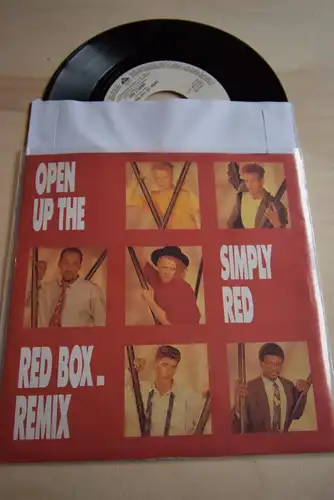 OPEN
UP THE
SIMPLY
RED
RED BOX.
REMIX